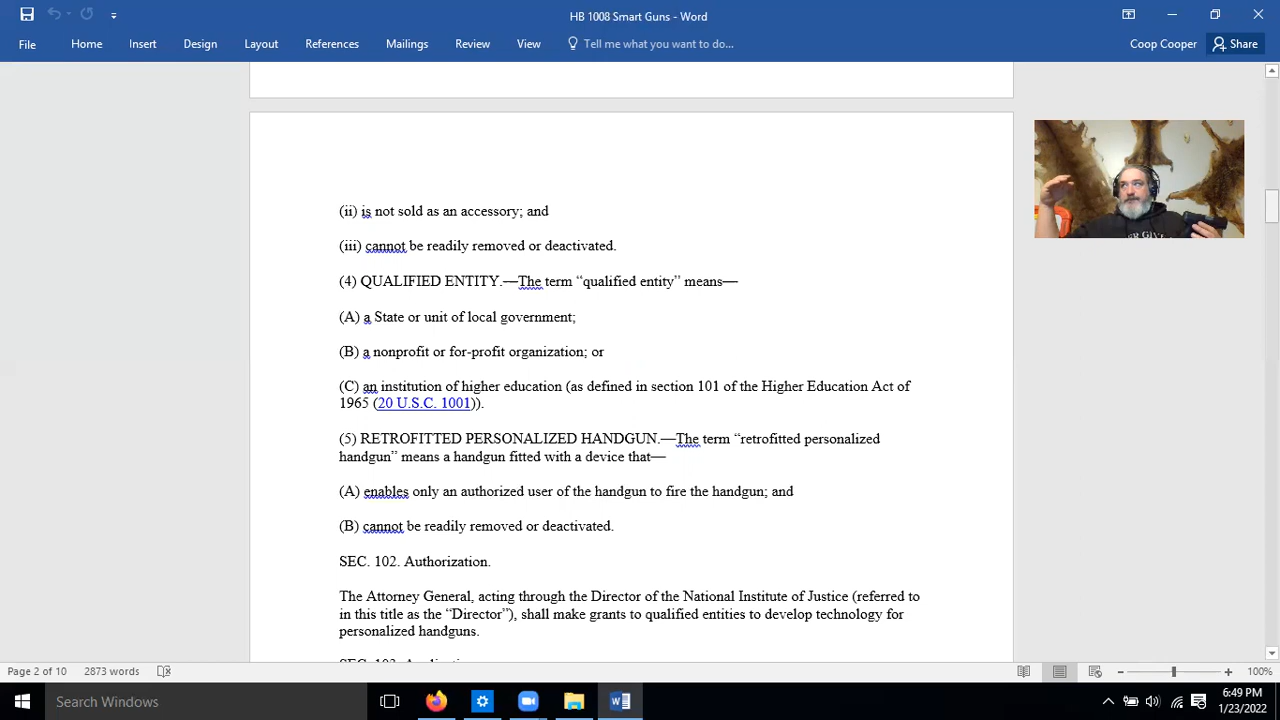 HB 1008 Smart Guns - Word
File Home Insert Design Layout References Mailings Review View Tell me what you want to do... Coop Cooper Share
(ii) is not sold as an accessory; and
(iii) cannot be readily removed or deactivated.
(4) QUALIFIED ENTITY.—The term “qualified entity” means—
(A) a State or unit of local government;
(B) a nonprofit or for-profit organization; or
(C) an institution of higher education (as defined in section 101 of the Higher Education Act of
1965 (20 U.S.C. 1001)).
(5) RETROFITTED PERSONALIZED HANDGUN.—The term “retrofitted personalized
handgun” means a handgun fitted with a device that—
(A) enables only an authorized user of the handgun to fire the handgun; and
(B) cannot be readily removed or deactivated.
SEC. 102. Authorization.
The Attorney General, acting through the Director of the National Institute of Justice (referred to
in this title as the “Director”), shall make grants to qualified entities to develop technology for
personalized handguns.
Page 2 of 10 2873 words 100%
Search Windows
6:49 PM
1/23/2022